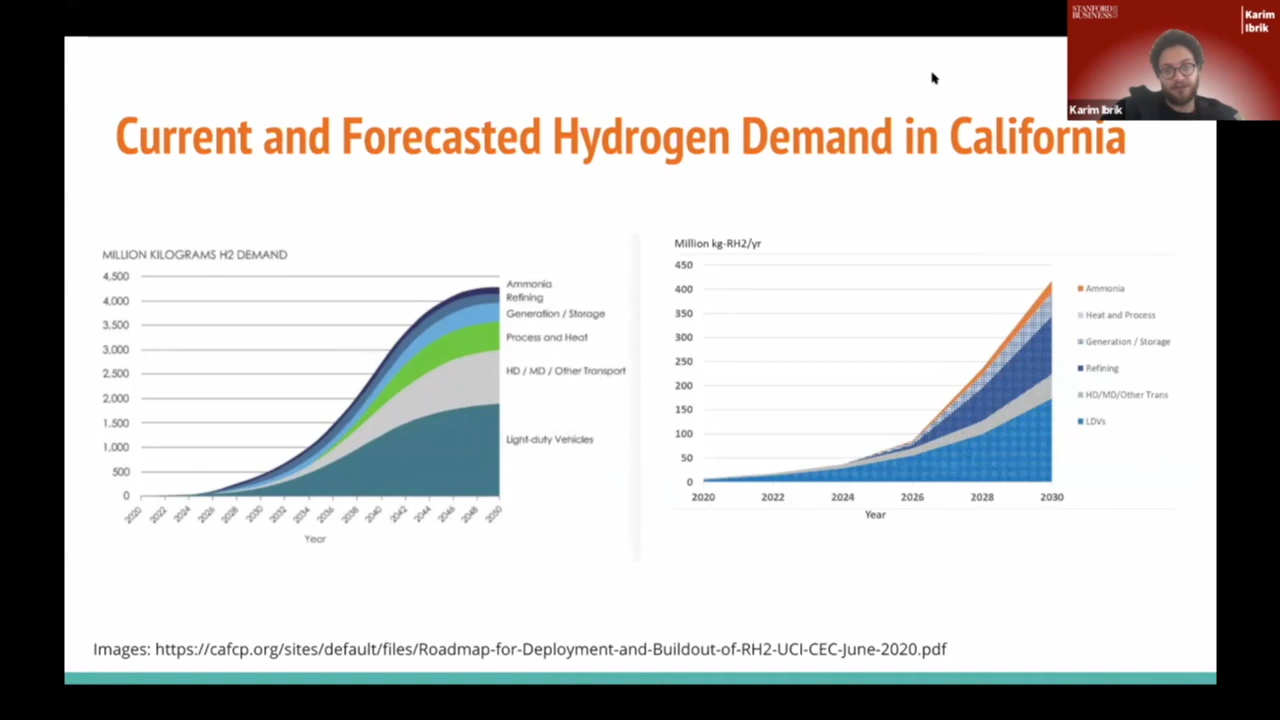 STANFORD
BUSINESS
Karim
Ibrik
Karim Ibrik
Current and Forecasted Hydrogen Demand in California
MILLION KILOGRAMS H2 DEMAND
4,500
4,000
3,500
3,000
2,500
2,000
1,500
1,000
500
0
2020
2022
2024
2026
2028
2030
2032
2034
2036
2038
2040
2042
2044
2046
2048
2050
Year
Ammonia
Refining
Generation / Storage
Process and Heat
HD / MD / Other Transport
Light-duty Vehicles
Million kg-RH2/yr
450
400
350
300
250
200
150
100
50
0
2020 2022 2024 2026 2028 2030
Year
Ammonia
Heat and Process
Generation / Storage
Refining
HD/MD/Other Trans
LDVs
Images: https://cafcp.org/sites/default/files/Roadmap-for-Deployment-and-Buildout-of-RH2-UCI-CEC-June-2020.pdf